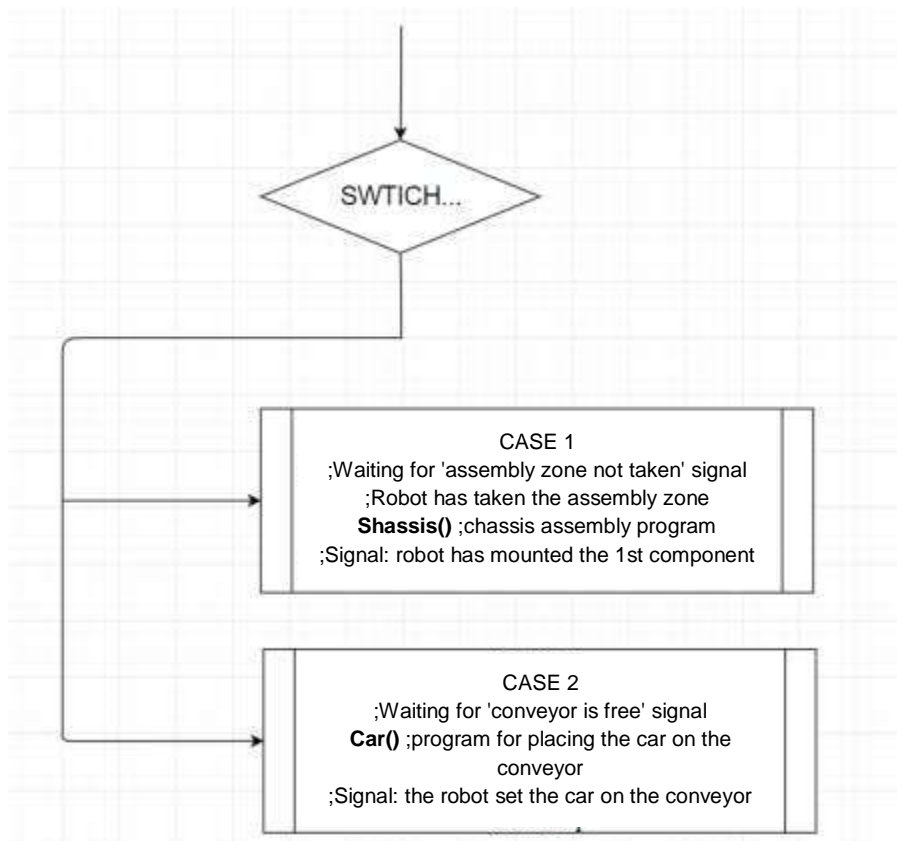 SWTICH...
CASE 1
;Waiting for 'assembly zone not taken' signal
;Robot has taken the assembly zone
Shassis() ;chassis assembly program
;Signal: robot has mounted the 1st component
CASE 2
;Waiting for 'conveyor is free' signal
Car() ;program for placing the car on the
conveyor
;Signal: the robot set the car on the conveyor